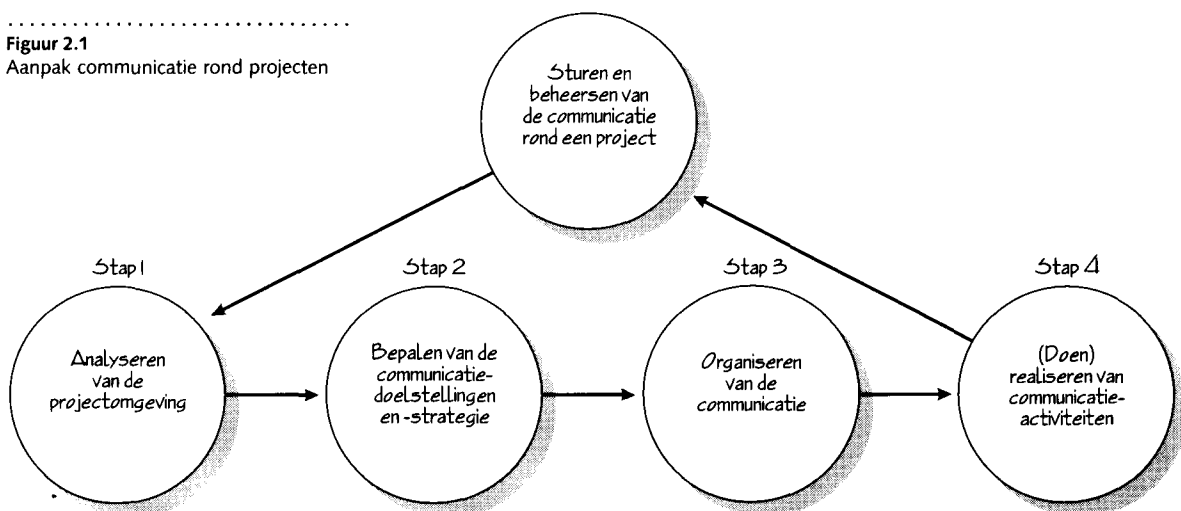 Figuur 2.1
Aanpak communicatie rond projecten
Sturen en
beheersen van
de communicatie
rond een project
Stap 1
Analyseren
van de
projectomgeving
Stap 2
Bepalen van de
communicatie-
doelstellingen
en -strategie
Stap 3
Organiseren
van de
communicatie
Stap 4
(Doen)
realiseren van
communicatie-
activiteiten